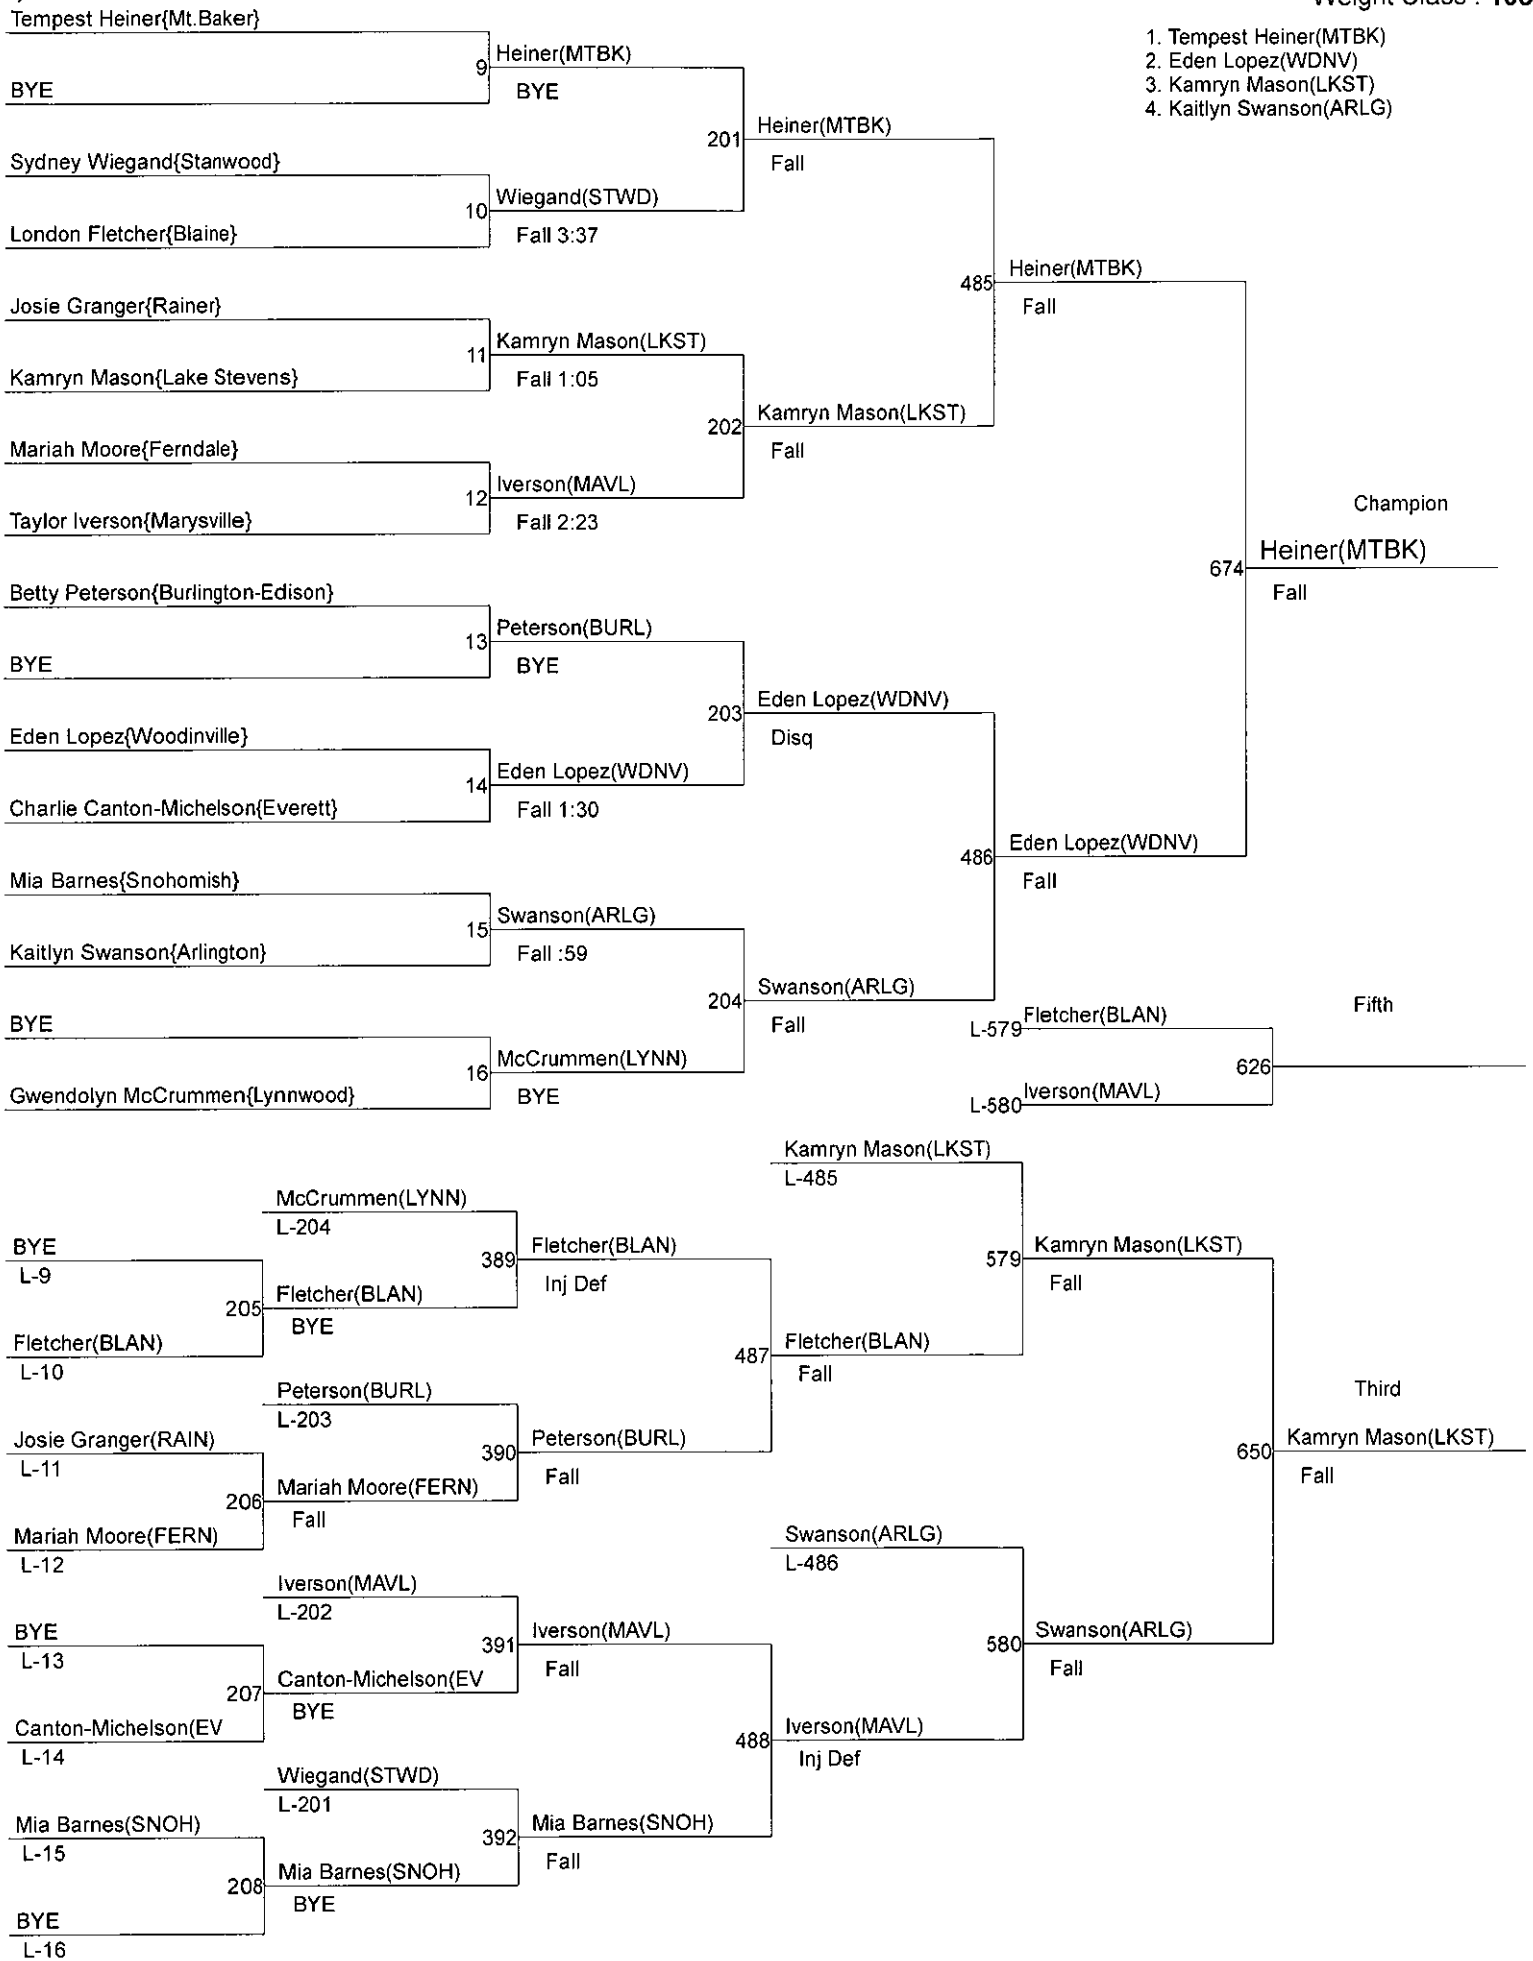 Weight Class :
1. Tempest Heiner(MTBK)
2. Eden Lopez(WDNV)
3. Kamryn Mason(LKST)
4. Kaitlyn Swanson(ARLG)
Tempest Heiner{Mt.Baker}
9
Heiner(MTBK)
BYE
BYE
201
Heiner(MTBK)
Fall
Sydney Wiegand{Stanwood}
10
Wiegand(STWD)
Fall 3:37
London Fletcher{Blaine}
485
Heiner(MTBK)
Fall
Josie Granger{Rainer}
11
Kamryn Mason(LKST)
Fall 1:05
Kamryn Mason{Lake Stevens}
202
Kamryn Mason(LKST)
Fall
Mariah Moore{Ferndale}
12
Iverson(MAVL)
Fall 2:23
Taylor Iverson{Marysville}
Champion
674
Heiner(MTBK)
Fall
Betty Peterson{Burlington-Edison}
13
Peterson(BURL)
BYE
BYE
203
Eden Lopez(WDNV)
Disq
Eden Lopez{Woodinville}
14
Eden Lopez(WDNV)
Fall 1:30
Charlie Canton-Michelson{Everett}
486
Eden Lopez(WDNV)
Fall
Mia Barnes{Snohomish}
15
Swanson(ARLG)
Fall :59
Kaitlyn Swanson{Arlington}
204
Swanson(ARLG)
Fall
BYE
16
McCrummen(LYNN)
BYE
Gwendolyn McCrummen{Lynnwood}
Fifth
L-579
Fletcher(BLAN)
626
L-580
Iverson(MAVL)
Kamryn Mason(LKST)
L-485
McCrummen(LYNN)
L-204
BYE
L-9
389
Fletcher(BLAN)
Inj Def
579
Kamryn Mason(LKST)
Fall
205
Fletcher(BLAN)
BYE
Fletcher(BLAN)
L-10
487
Fletcher(BLAN)
Fall
Peterson(BURL)
L-203
Third
Josie Granger(RAIN)
L-11
390
Peterson(BURL)
Fall
650
Kamryn Mason(LKST)
Fall
206
Mariah Moore(FERN)
Fall
Mariah Moore(FERN)
L-12
Swanson(ARLG)
L-486
Iverson(MAVL)
L-202
BYE
L-13
391
Iverson(MAVL)
Fall
580
Swanson(ARLG)
Fall
207
Canton-Michelson(EV
BYE
Canton-Michelson(EV
L-14
488
Iverson(MAVL)
Inj Def
Wiegand(STWD)
L-201
Mia Barnes(SNOH)
L-15
392
Mia Barnes(SNOH)
Fall
208
Mia Barnes(SNOH)
BYE
BYE
L-16